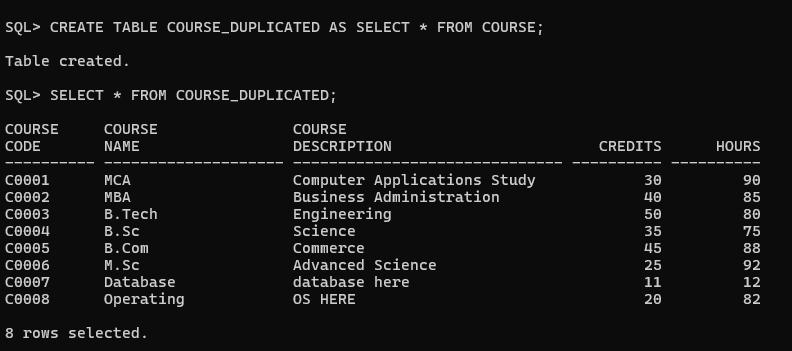 SQL> CREATE TABLE COURSE_DUPLICATED AS SELECT * FROM COURSE;
Table created.
SQL> SELECT * FROM COURSE_DUPLICATED;
COURSE     COURSE               COURSE
CODE       NAME                 DESCRIPTION                       CREDITS      HOURS
---------- -------------------- ------------------------------ ---------- ----------
C0001      MCA                  Computer Applications Study            30         90
C0002      MBA                  Business Administration                40         85
C0003      B.Tech               Engineering                            50         80
C0004      B.Sc                 Science                                35         75
C0005      B.Com                Commerce                               45         88
C0006      M.Sc                 Advanced Science                       25         92
C0007      Database             database here                          11         12
C0008      Operating            OS HERE                                20         82
8 rows selected.